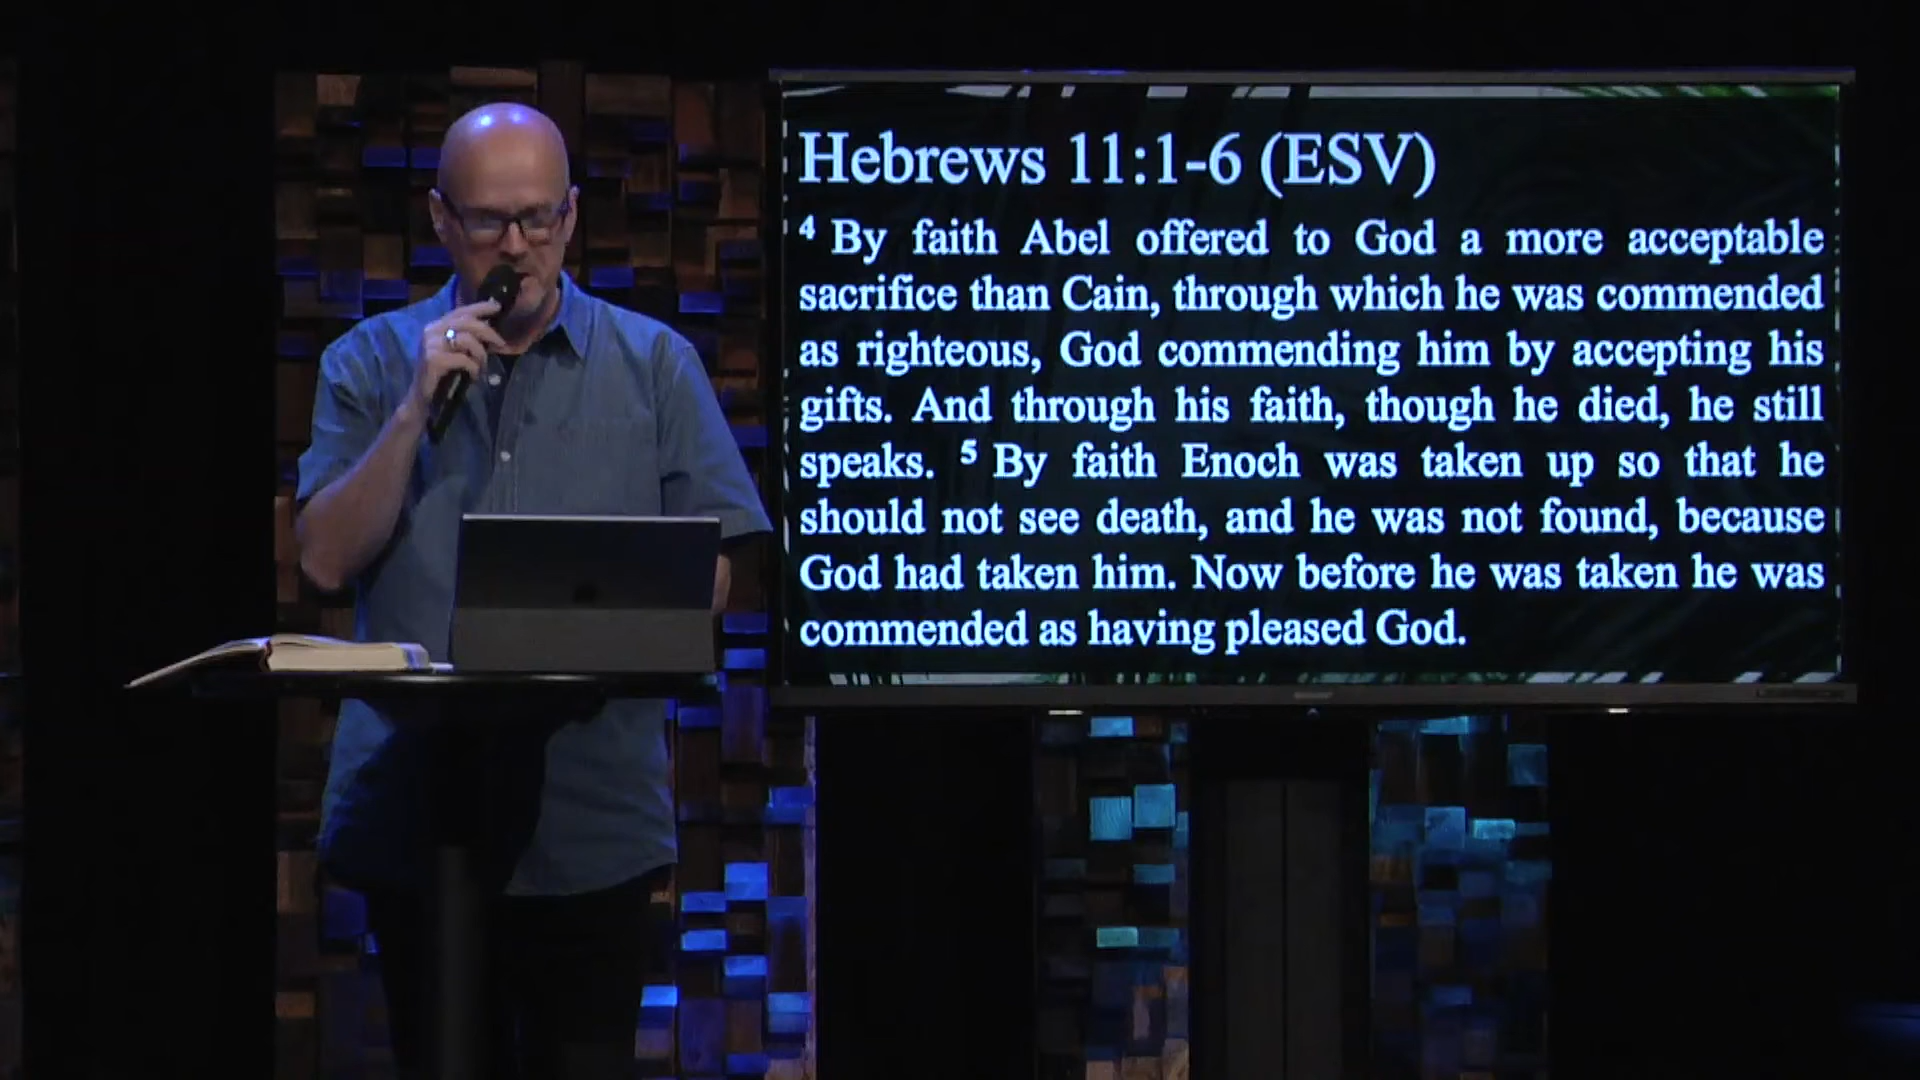 Hebrews 11:1-6 (ESV)
4 By faith Abel offered to God a more acceptable
sacrifice than Cain, through which he was commended
as righteous, God commending him by accepting his
gifts. And through his faith, though he died, he still
speaks. 5 By faith Enoch was taken up so that he
should not see death, and he was not found, because
God had taken him. Now before he was taken he was
commended as having pleased God.